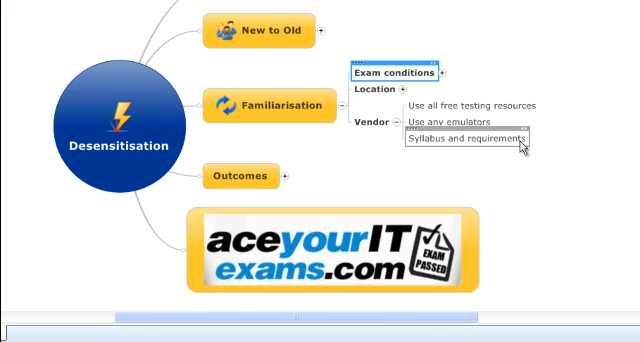 New to Old
Exam conditions
Location
Familiarisation
Use all free testing resources
Vendor
Use any emulators
Syllabus and requirements
Desensitisation
Outcomes
aceyourIT
exams.com
EXAM
PASSED